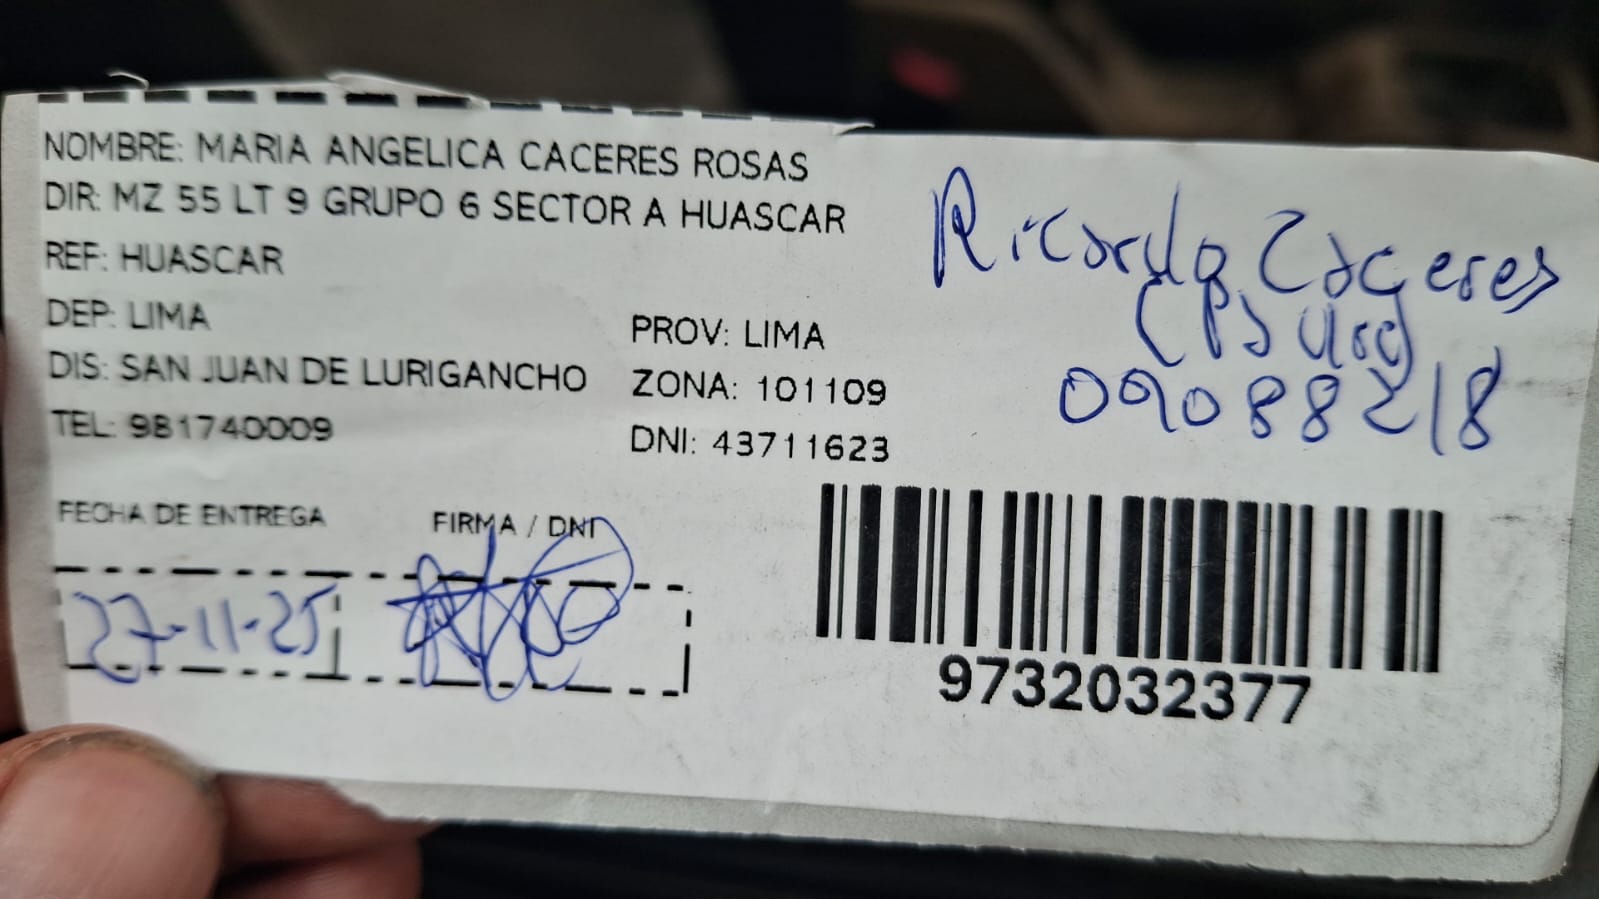 NOMBRE: MARIA ANGELICA CACERES ROSAS
DIR: MZ 55 LT 9 GRUPO 6 SECTOR A HUASCAR
REF: HUASCAR
DEP: LIMA
PROV: LIMA
DIS: SAN JUAN DE LURIGANCHO
ZONA: 101109
TEL: 981740009
DNI: 43711623
Ricardo Caceres
09088218
FECHA DE ENTREGA
FIRMA / DNI
27-11-25
9732032377